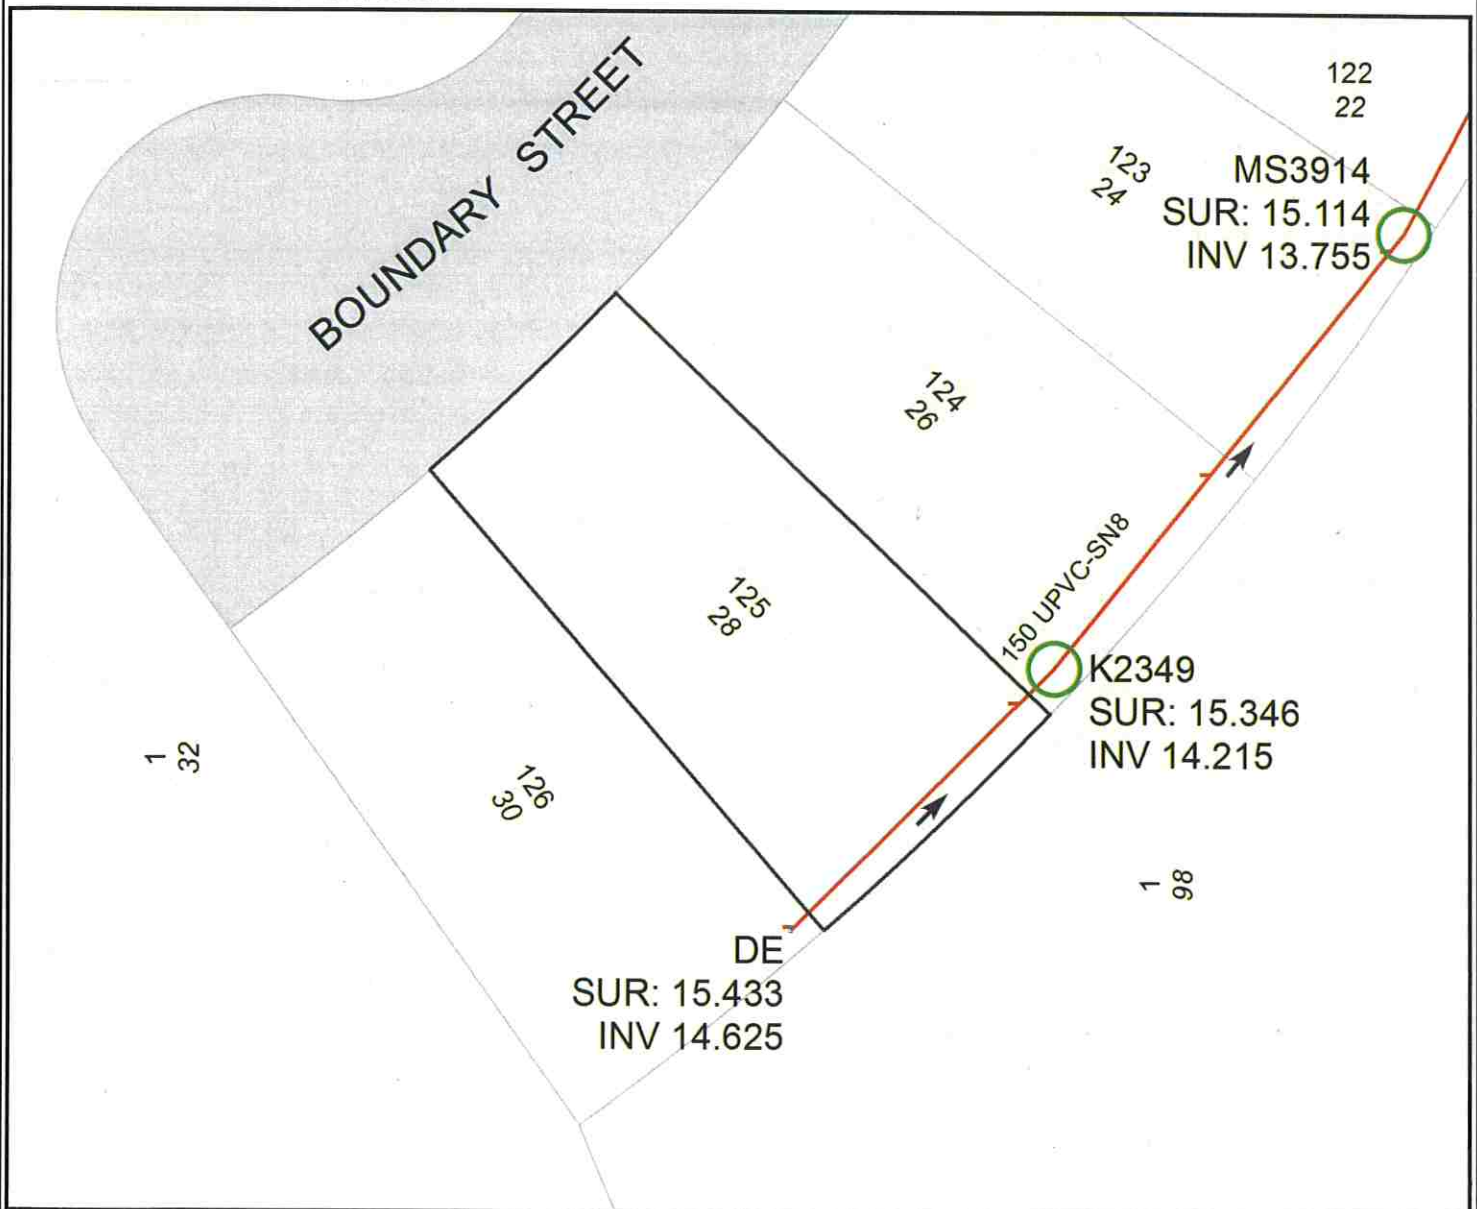 BOUNDARY STREET
122
22
123
24
MS3914
SUR: 15.114
INV 13.755
124
26
150 UPVC-SN8
125
28
K2349
SUR: 15.346
INV 14.215
1
32
126
30
1
98
DE
SUR: 15.433
INV 14.625